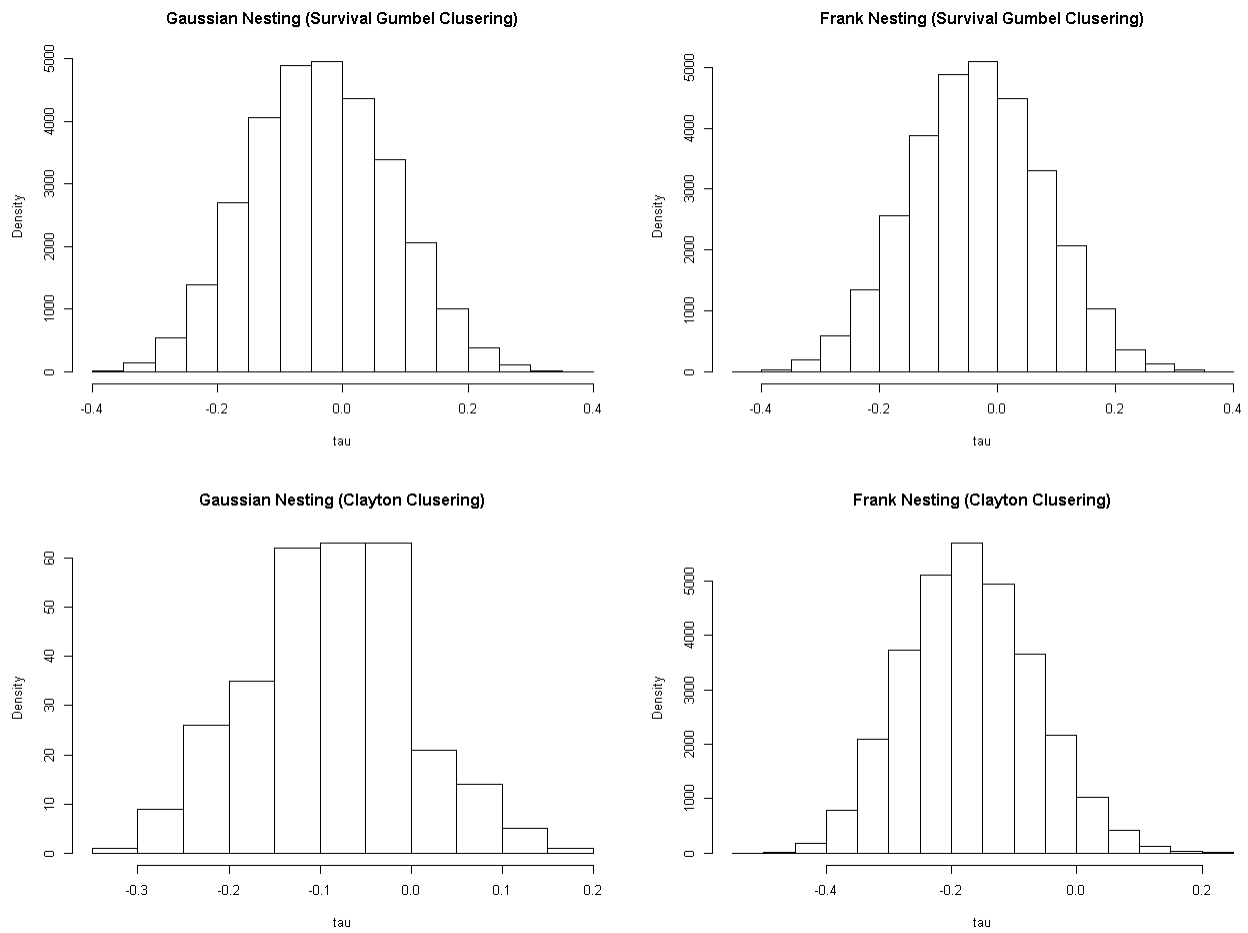 Gaussian Nesting (Survival Gumbel Clusering)
Density
0 1000 2000 3000 4000 5000
-0.4 -0.2 0.0 0.2 0.4
tau
Frank Nesting (Survival Gumbel Clusering)
Density
0 1000 2000 3000 4000 5000
-0.4 -0.2 0.0 0.2 0.4
tau
Gaussian Nesting (Clayton Clusering)
Density
0 10 20 30 40 50 60
-0.3 -0.2 -0.1 0.0 0.1 0.2
tau
Frank Nesting (Clayton Clusering)
Density
0 1000 2000 3000 4000 5000
-0.4 -0.2 0.0 0.2
tau